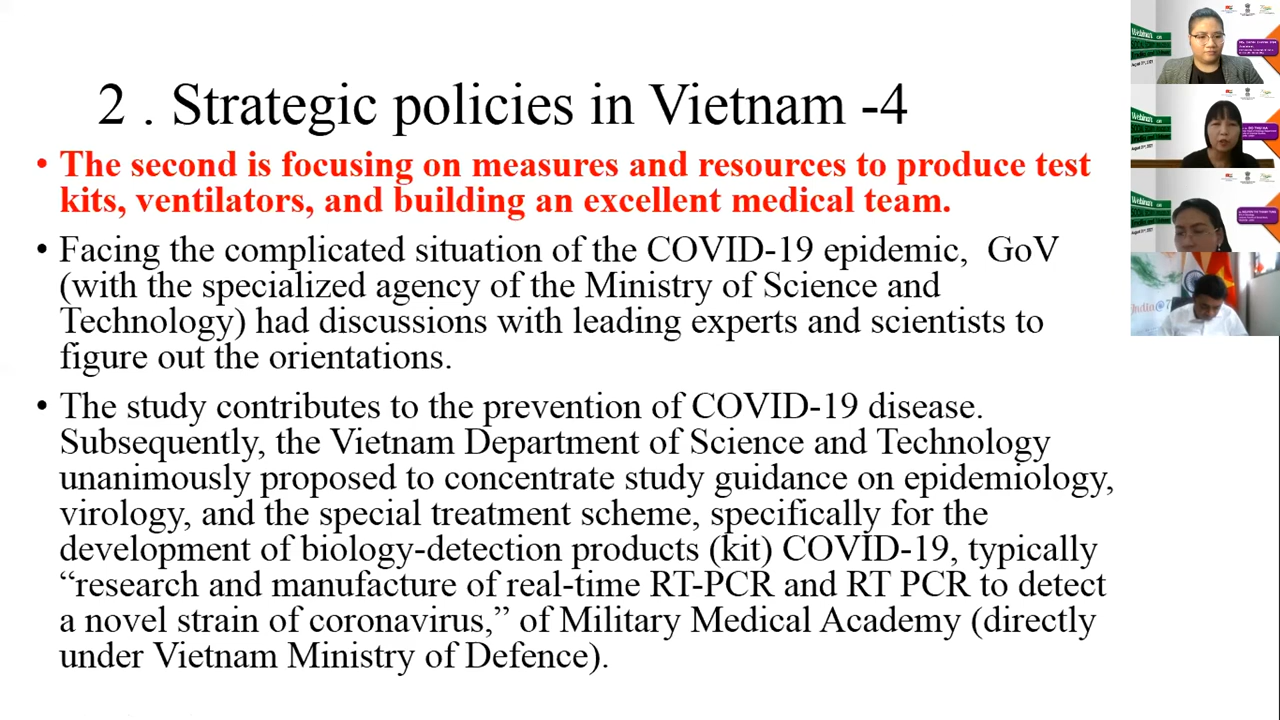 2 . Strategic policies in Vietnam -4
• The second is focusing on measures and resources to produce test
kits, ventilators, and building an excellent medical team.
• Facing the complicated situation of the COVID-19 epidemic,  GoV
(with the specialized agency of the Ministry of Science and
Technology) had discussions with leading experts and scientists to
figure out the orientations.
• The study contributes to the prevention of COVID-19 disease.
Subsequently, the Vietnam Department of Science and Technology
unanimously proposed to concentrate study guidance on epidemiology,
virology, and the special treatment scheme, specifically for the
development of biology-detection products (kit) COVID-19, typically
“research and manufacture of real-time RT-PCR and RT PCR to detect
a novel strain of coronavirus,” of Military Medical Academy (directly
under Vietnam Ministry of Defence).
Webinar
Webinar
Webinar